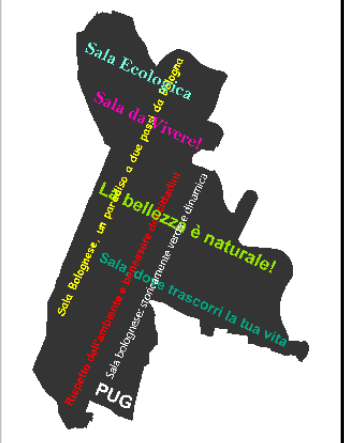 Sala Ecologica
Sala da Vivere!
Sala Bolognese, un paradiso a due passi da Bologna
La bellezza è naturale!
Rispetto dell'ambiente e benessere dei cittadini
Sala bolognese: storicamente verde e dinamica
Sala, dove trascorri la tua vita
PUG